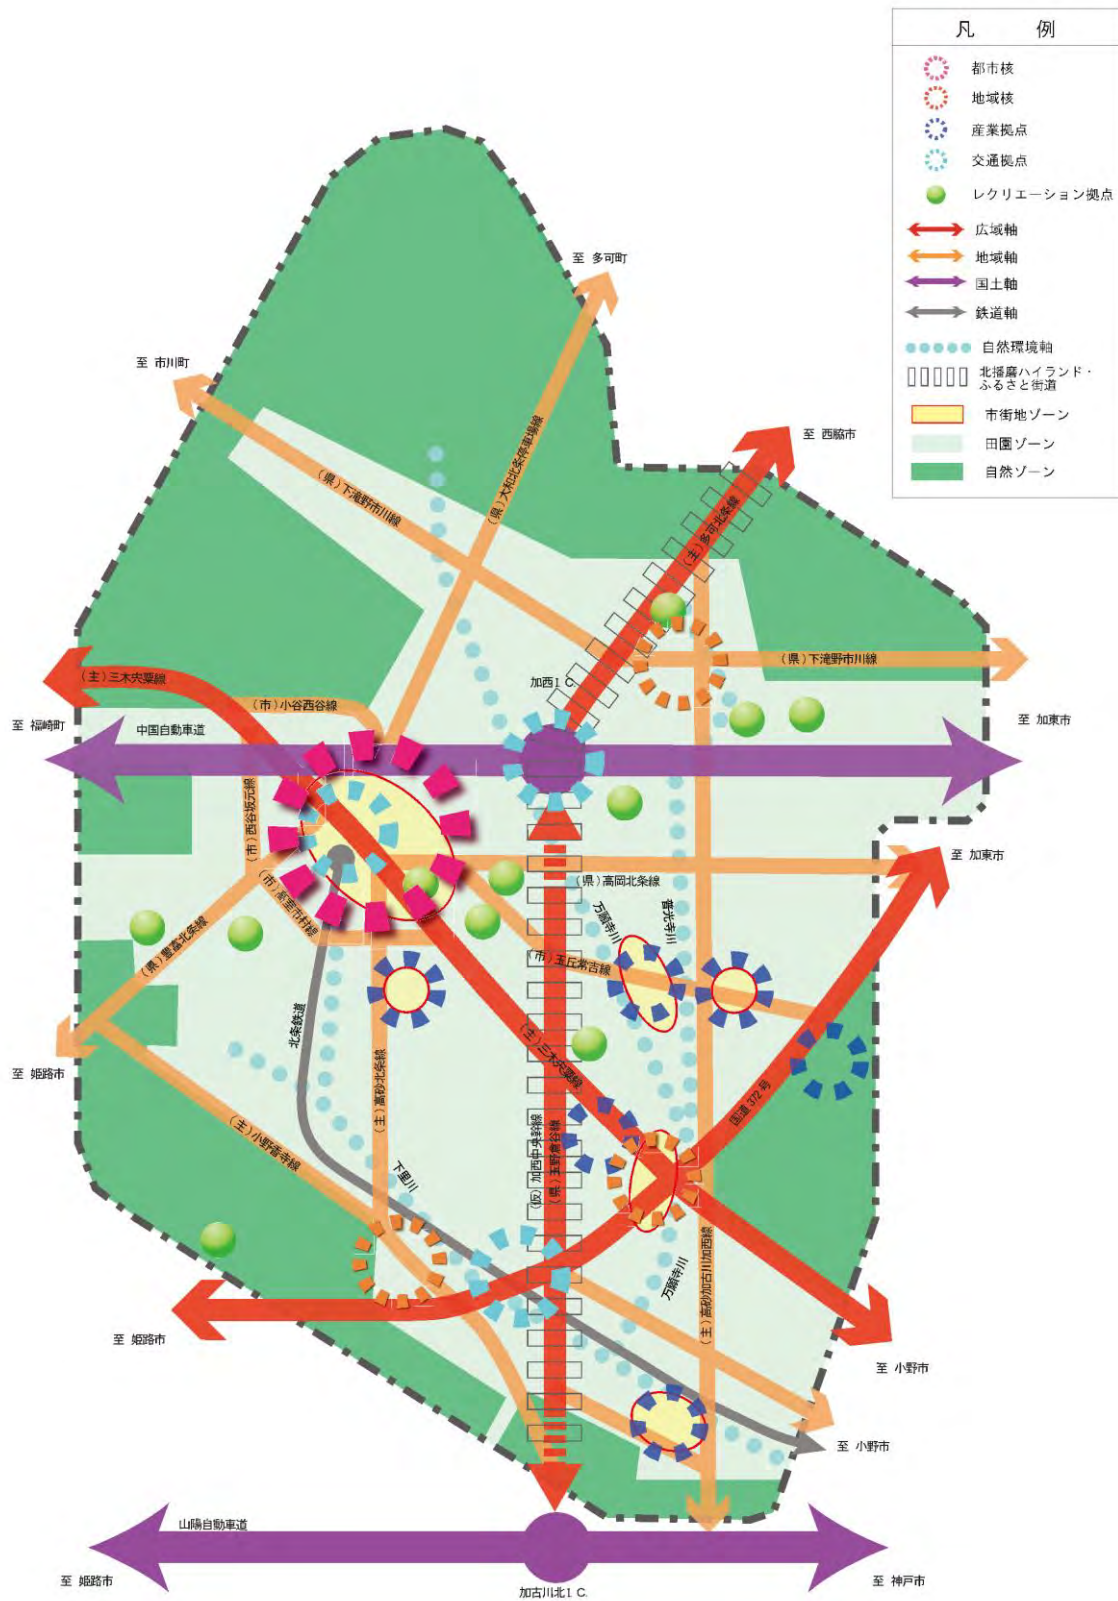 凡 例
都市核
地域核
産業拠点
交通拠点
レクリエーション拠点
広域軸
地域軸
国土軸
鉄道軸
自然環境軸
北播磨ハイランド・
ふるさと街道
市街地ゾーン
田園ゾーン
自然ゾーン
至 多可町
至 市川町
至 西脇市
(県)大和北条停車場線
(県)下滝野市川線
(主)多可北条線
(県)下滝野市川線
(主)三木宍粟線
加西I C.
(市)小谷西谷線
至 福崎町
中国自動車道
至 加東市
(市)西谷坂元線
至 加東市
(県)高岡北条線
(市)高室市村線
万願寺川
普光寺川
(県)豊富北条線
(市)玉丘常吉線
北条鉄道
(主)三木宍粟線
至 姫路市
(主)高砂北条線
国道 372 号
(主)小野香寺線
(仮)加西中央幹線
(県)玉野倉谷線
下里川
万願寺川
(主)高砂加古川加西線
至 姫路市
至 小野市
至 小野市
山陽自動車道
至 姫路市
加古川北I C.
至 神戸市